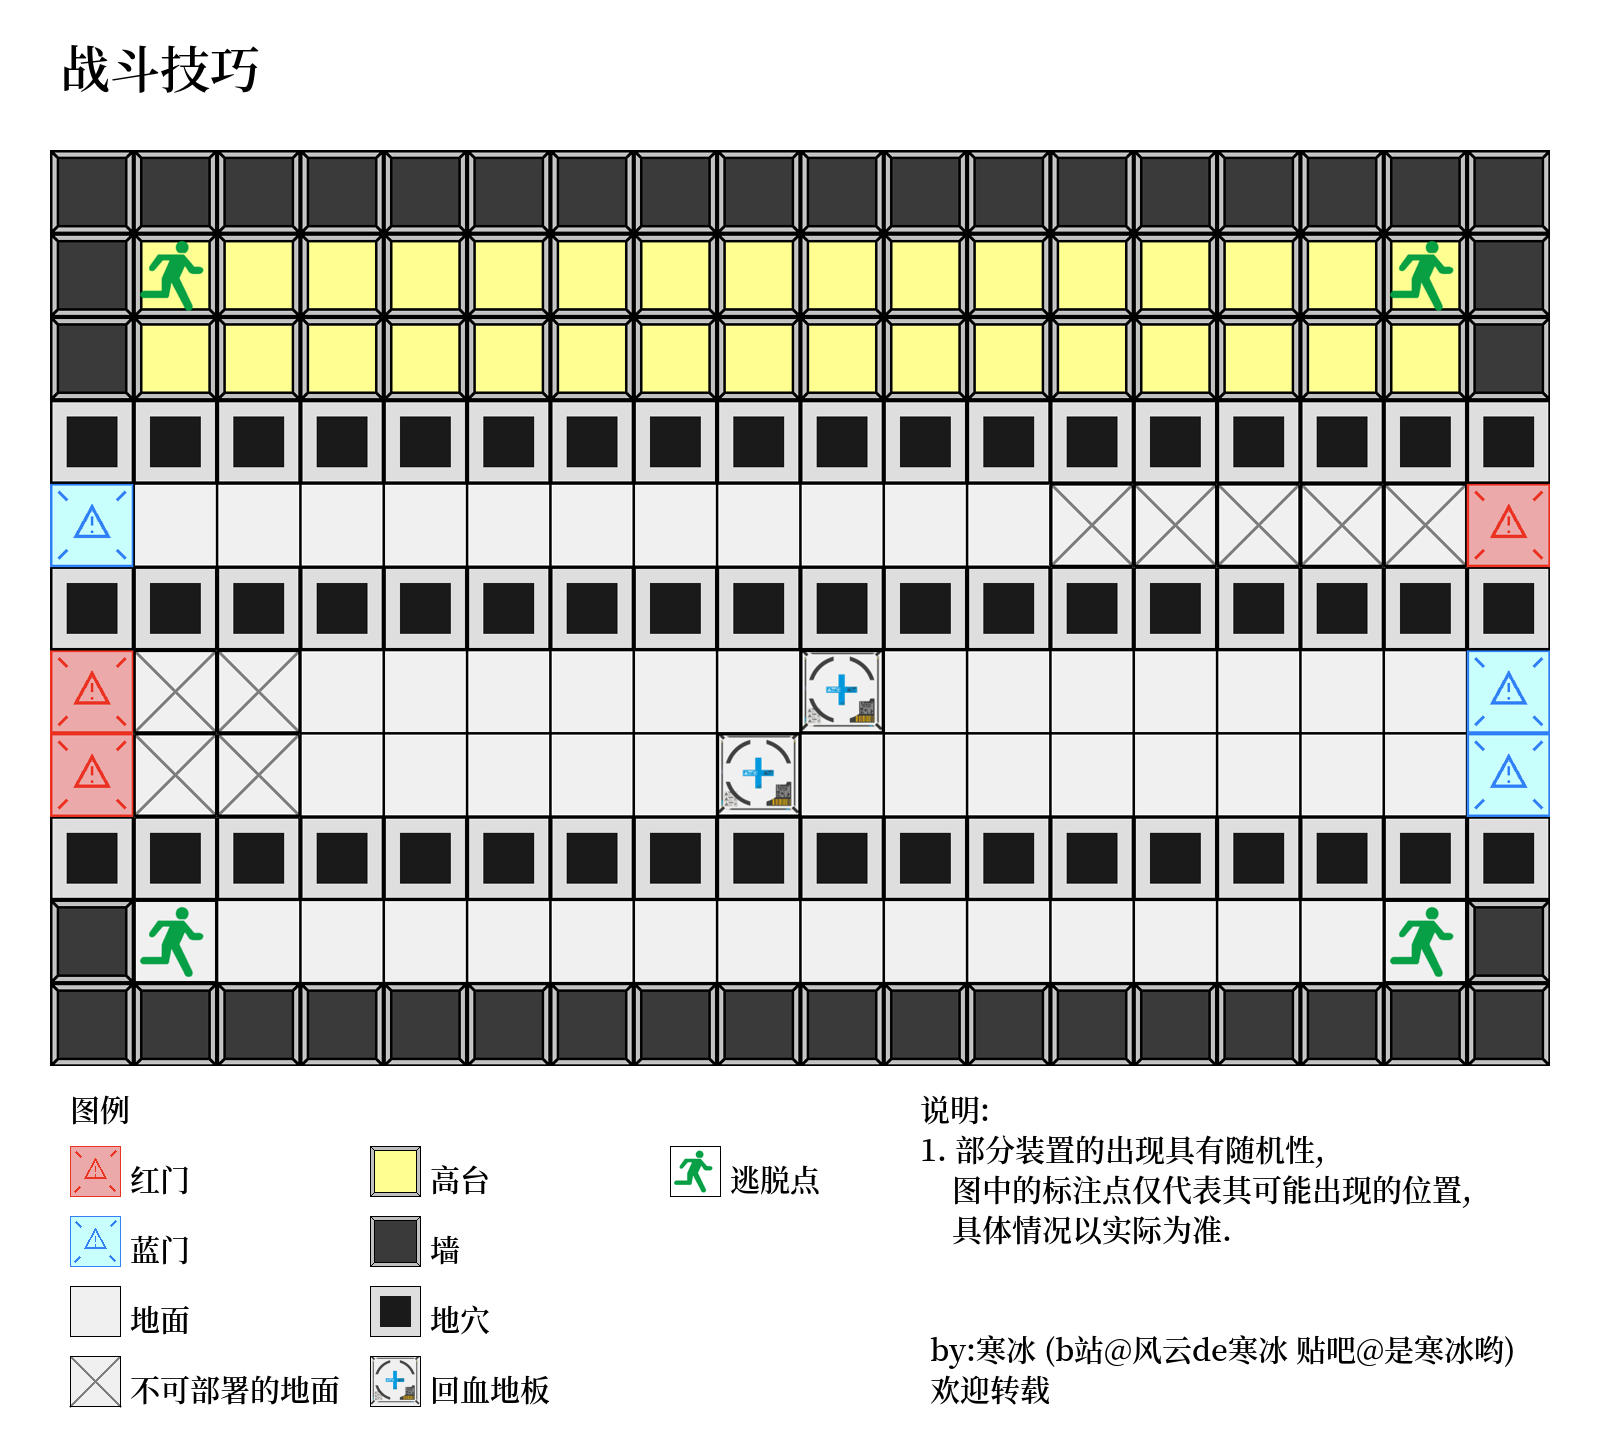 战斗技巧
图例
红门
高台
逃脱点
蓝门
墙
地面
地穴
不可部署的地面
回血地板
说明:
1. 部分装置的出现具有随机性,
图中的标注点仅代表其可能出现的位置,
具体情况以实际为准.
by:寒冰 (b站@风云de寒冰 贴吧@是寒冰哟)
欢迎转载